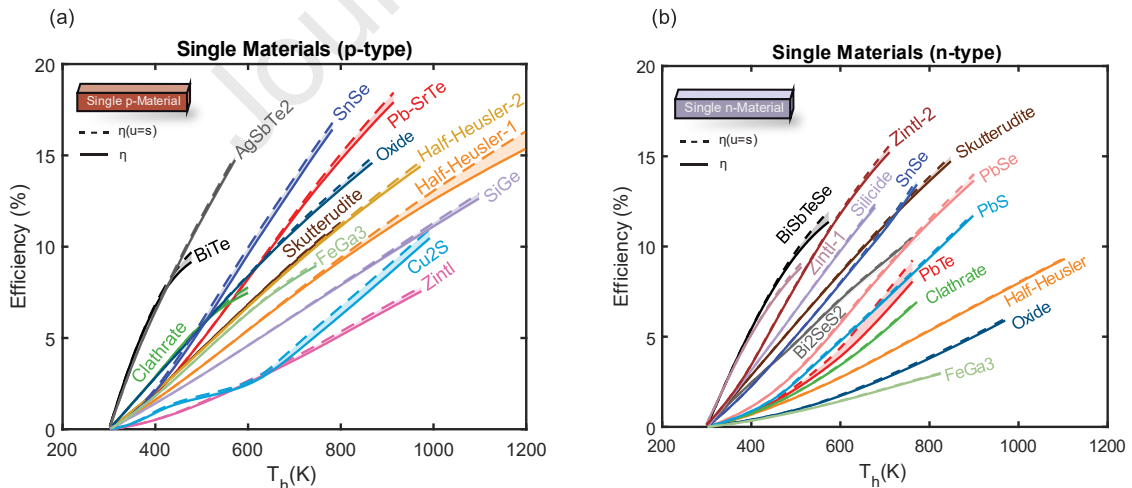 (a)
Single Materials (p-type)
20
15
10
5
0
Efficiency (%)
Single p-Material
η(u=s)
η
AgSbTe2
SnSe
Pb-SrTe
Oxide
Half-Heusler-2
Half-Heusler-1
SiGe
BiTe
Skutterudite
FeGa3
Cu2S
Zintl
Clathrate
200 400 600 800 1000 1200
T_h(K)
(b)
Single Materials (n-type)
20
15
10
5
0
Efficiency (%)
Single n-Material
η(u=s)
η
Zintl-2
Skutterudite
SnSe
PbSe
Silicide
BiSbTeSe
Zintl-1
PbS
PbTe
Clathrate
Half-Heusler
Bi2SeS2
Oxide
FeGa3
200 400 600 800 1000 1200
T_h(K)